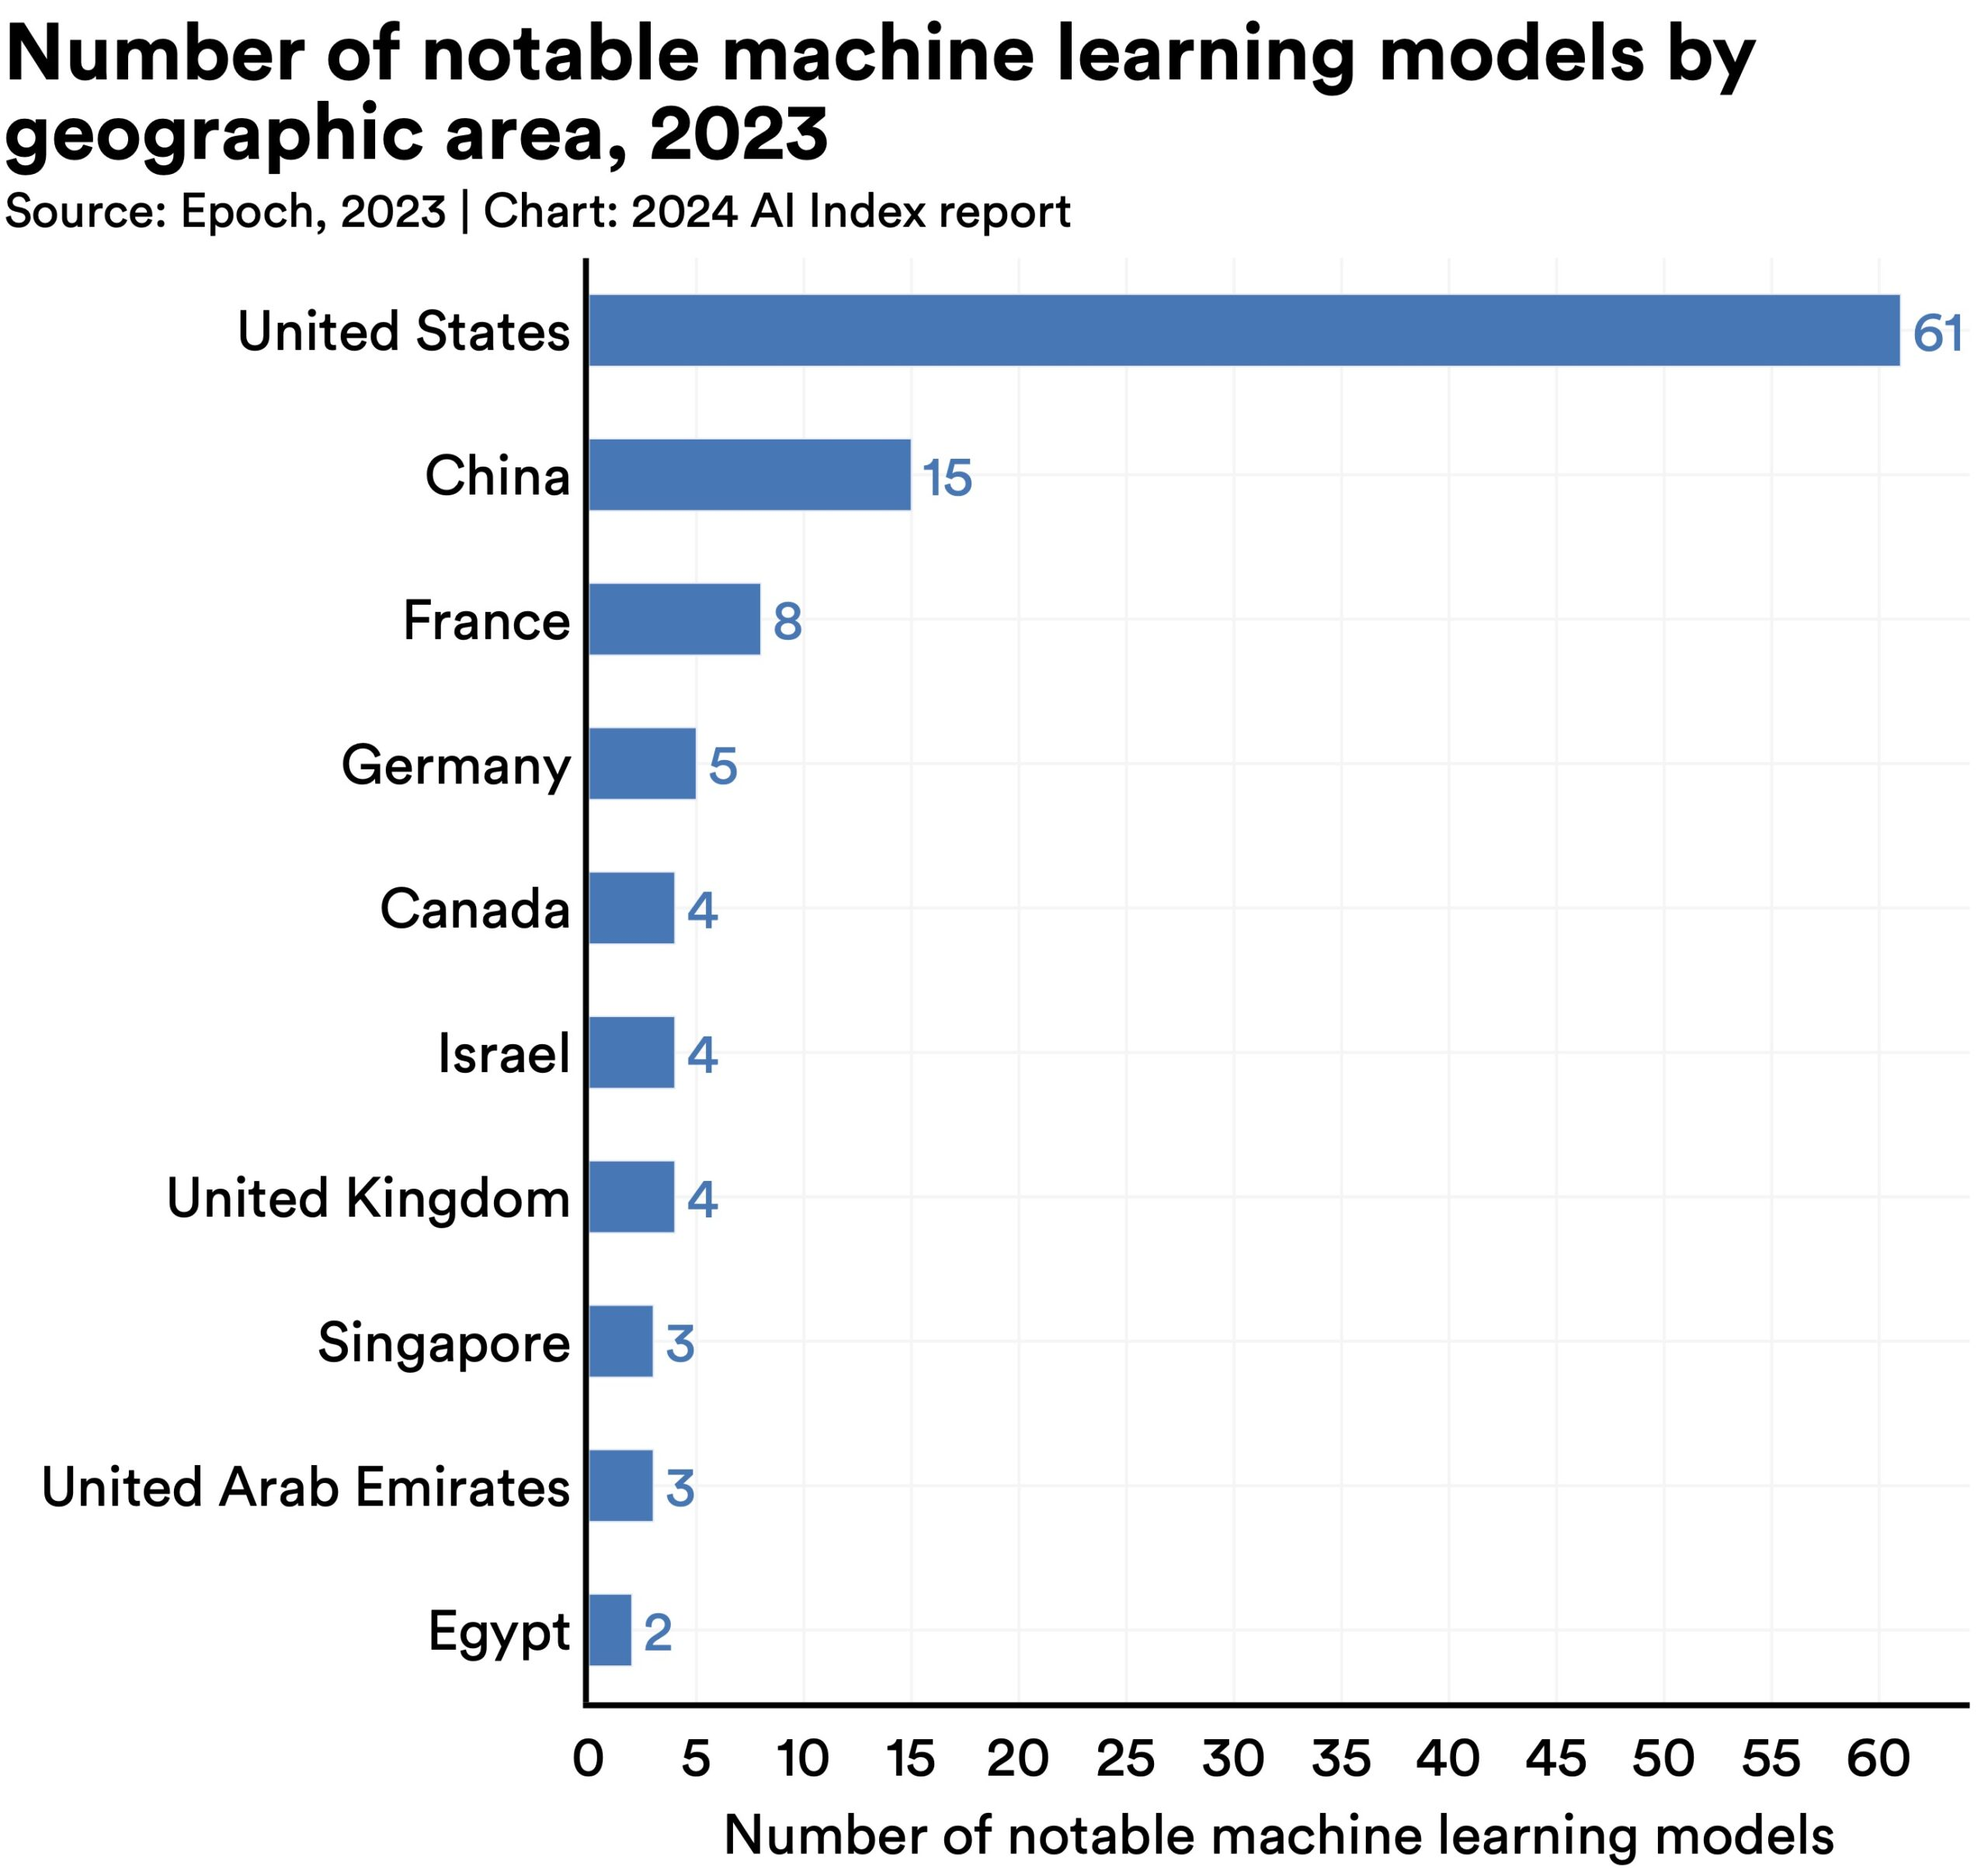 Number of notable machine learning models by
geographic area, 2023
Source: Epoch, 2023 | Chart: 2024 AI Index report
United States 61
China 15
France 8
Germany 5
Canada 4
Israel 4
United Kingdom 4
Singapore 3
United Arab Emirates 3
Egypt 2
0 5 10 15 20 25 30 35 40 45 50 55 60
Number of notable machine learning models